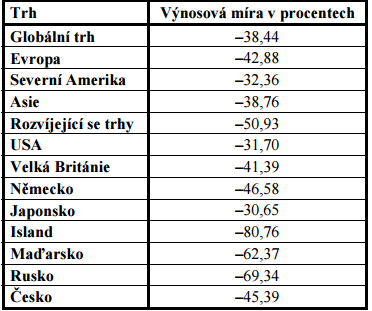 Trh Výnosová míra v procentech
Globální trh –38,44
Evropa –42,88
Severní Amerika –32,36
Asie –38,76
Rozvíjející se trhy –50,93
USA –31,70
Velká Británie –41,39
Německo –46,58
Japonsko –30,65
Island –80,76
Maďarsko –62,37
Rusko –69,34
Česko –45,39